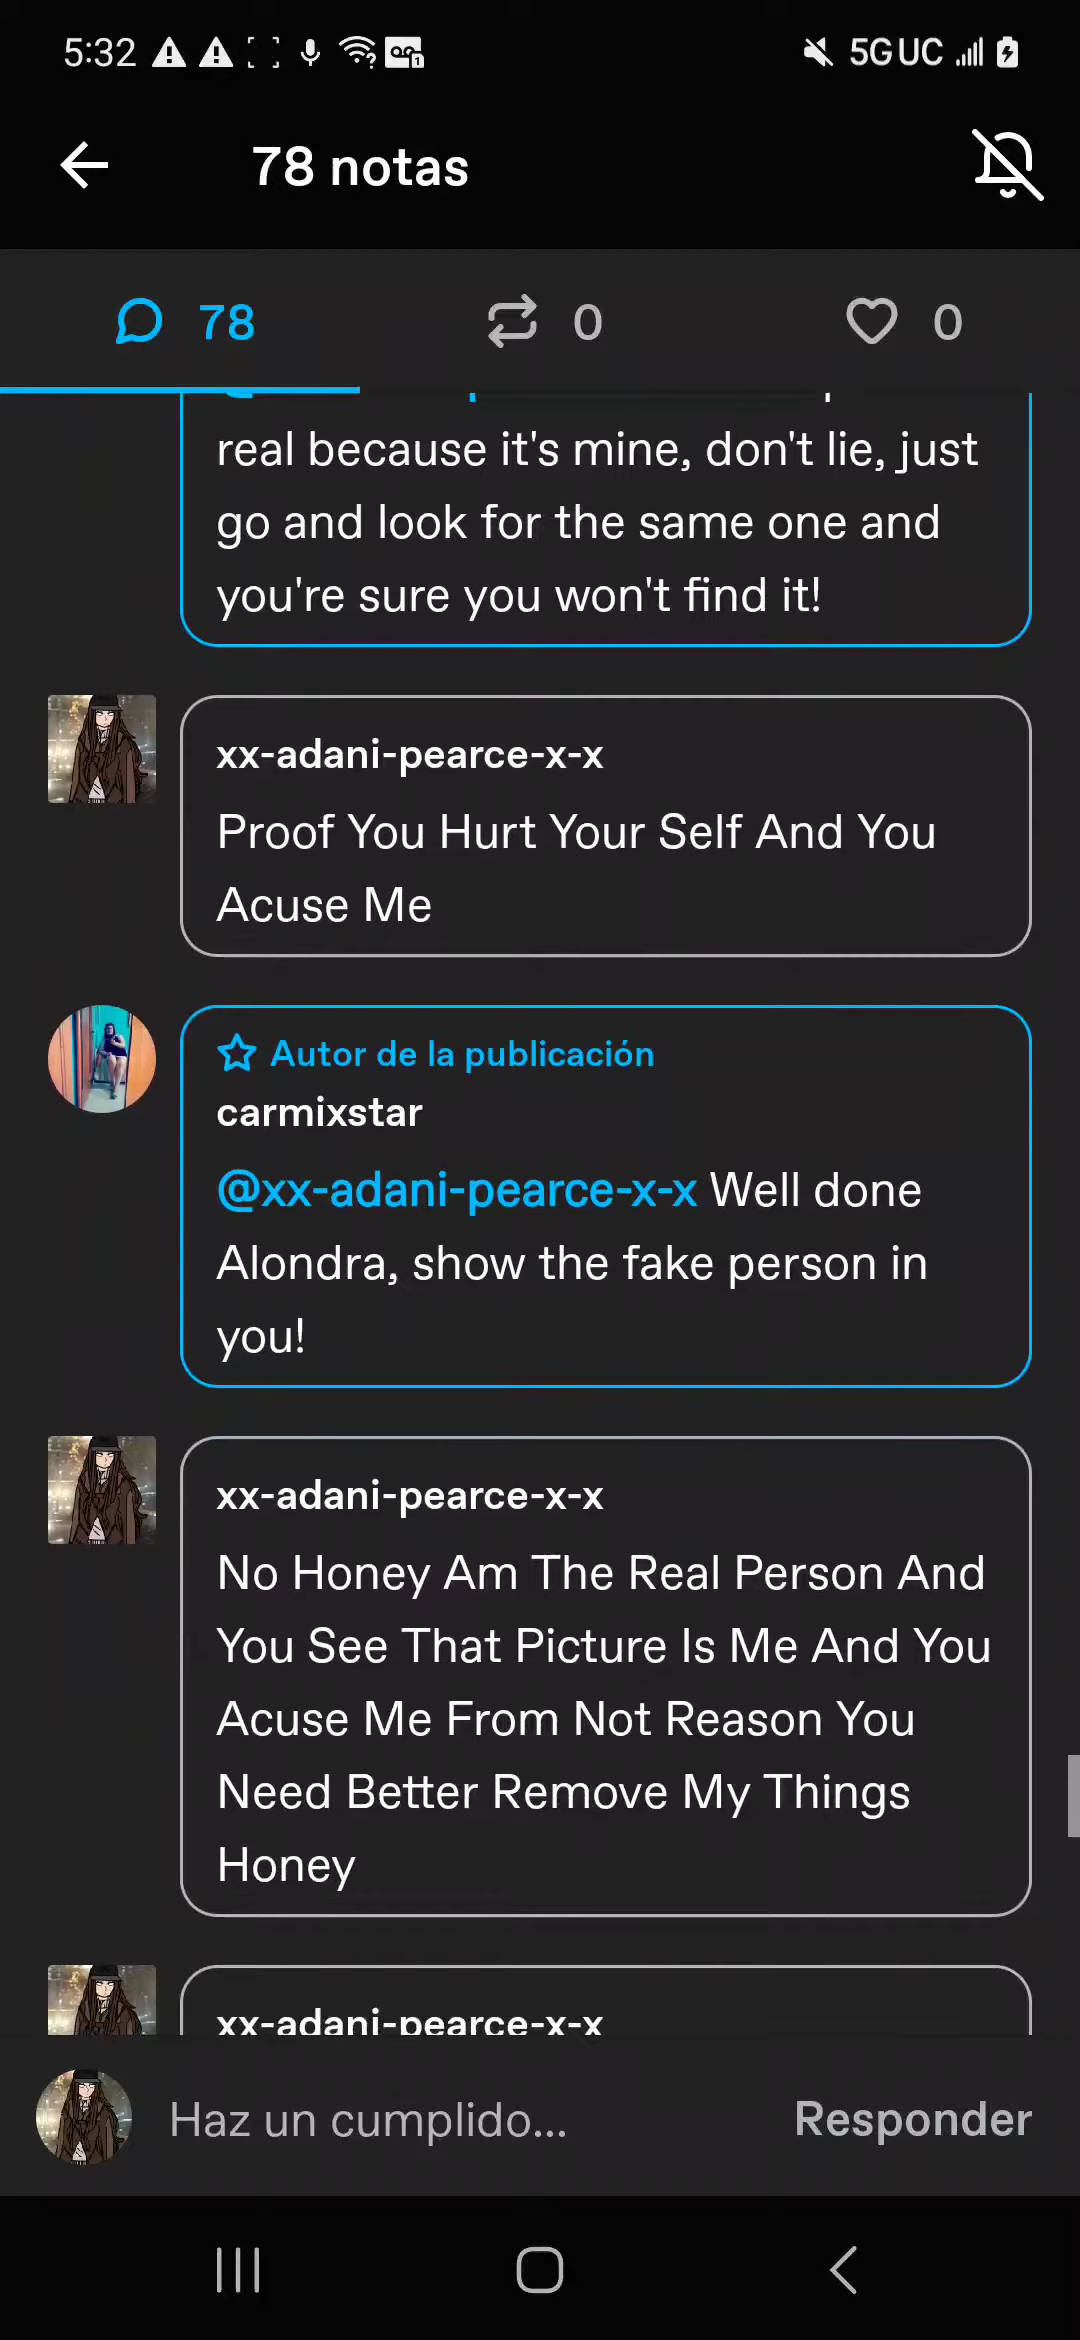 5:32
5G UC
78 notas
78
0
0
real because it's mine, don't lie, just
go and look for the same one and
you're sure you won't find it!
xx-adani-pearce-x-x
Proof You Hurt Your Self And You
Acuse Me
Autor de la publicación
carmixstar
@xx-adani-pearce-x-x Well done
Alondra, show the fake person in
you!
xx-adani-pearce-x-x
No Honey Am The Real Person And
You See That Picture Is Me And You
Acuse Me From Not Reason You
Need Better Remove My Things
Honey
xx-adani-pearce-x-x
Haz un cumplido...
Responder